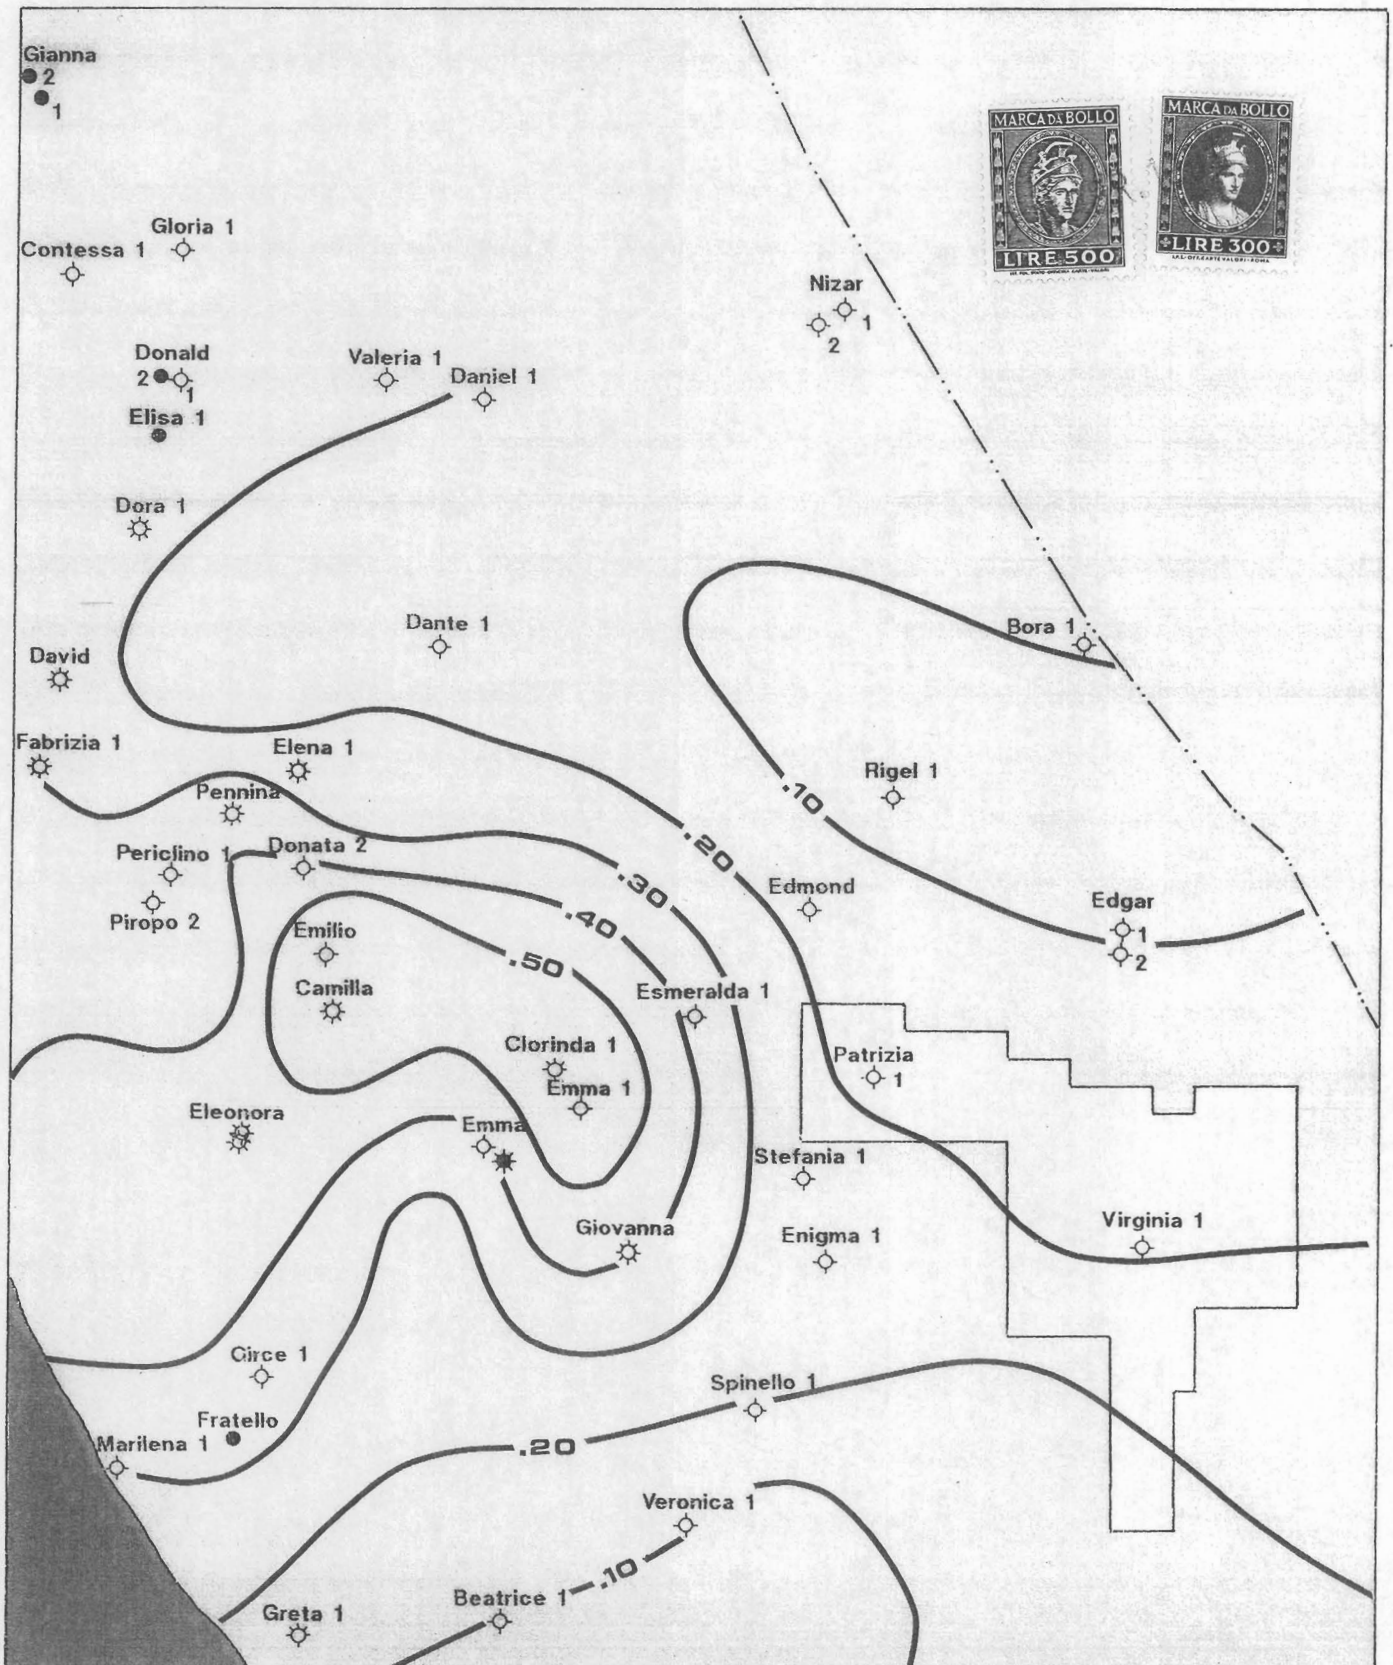 Gianna
2
1
MARCA DA BOLLO
LIRE 500
MARCA DA BOLLO
LIRE 300
Gloria 1
Contessa 1
Nizar
1
2
Donald
2
1
Valeria 1
Daniel 1
Elisa 1
Dora 1
Dante 1
Bora 1
David
Fabrizia 1
Elena 1
Rigel 1
Pennina
.10
.20
Periclino 1
Donata 2
.30
Edmond
Edgar
1
2
Piropo 2
.40
Emilio
.50
Camilla
Esmeralda 1
Clorinda 1
Patrizia
1
Emma 1
Eleonora
Emma
Stefania 1
Giovanna
Enigma 1
Virginia 1
Circe 1
Spinello 1
Fratello
Marilena 1
.20
Veronica 1
.10
Beatrice 1
Greta 1